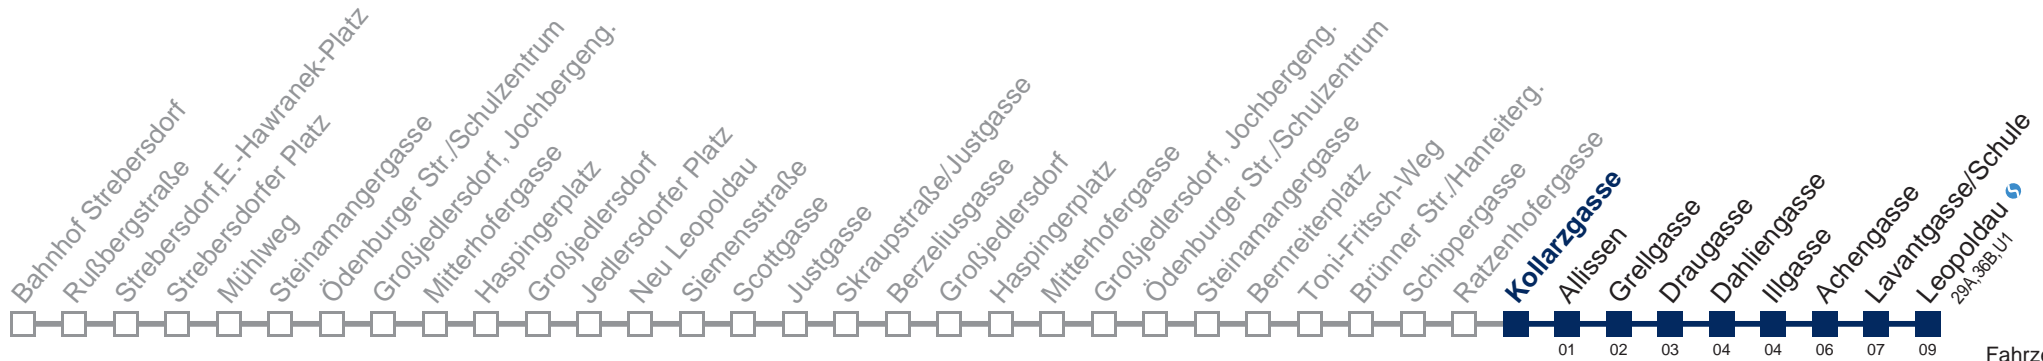 Bahnhof Strebersdorf
Rußbergstraße
Strebersdorf,E.-Hawranek-Platz
Strebersdorfer Platz
Mühlweg
Steinamangergasse
Ödenburger Str./Schulzentrum
Großjedlersdorf, Jochbergeng.
Mitterhofergasse
Haspingerplatz
Großjedlersdorf
Jedlersdorfer Platz
Neu Leopoldau
Siemensstraße
Scottgasse
Justgasse
Skraupstraße/Justgasse
Berzeliusgasse
Großjedlersdorf
Haspingerplatz
Mitterhofergasse
Großjedlersdorf, Jochbergeng.
Ödenburger Str./Schulzentrum
Steinamangergasse
Bernreiterplatz
Toni-Fritsch-Weg
Brünner Str./Hanreiterg.
Schippergasse
Ratzenhofergasse
Kollarzgasse
Allissen
Grellgasse
Draugasse
Dahliengasse
Illgasse
Achengasse
Lavantgasse/Schule
Leopoldau
29A,36B,U1
01 02 03 04 04 06 07 09
Fahrz